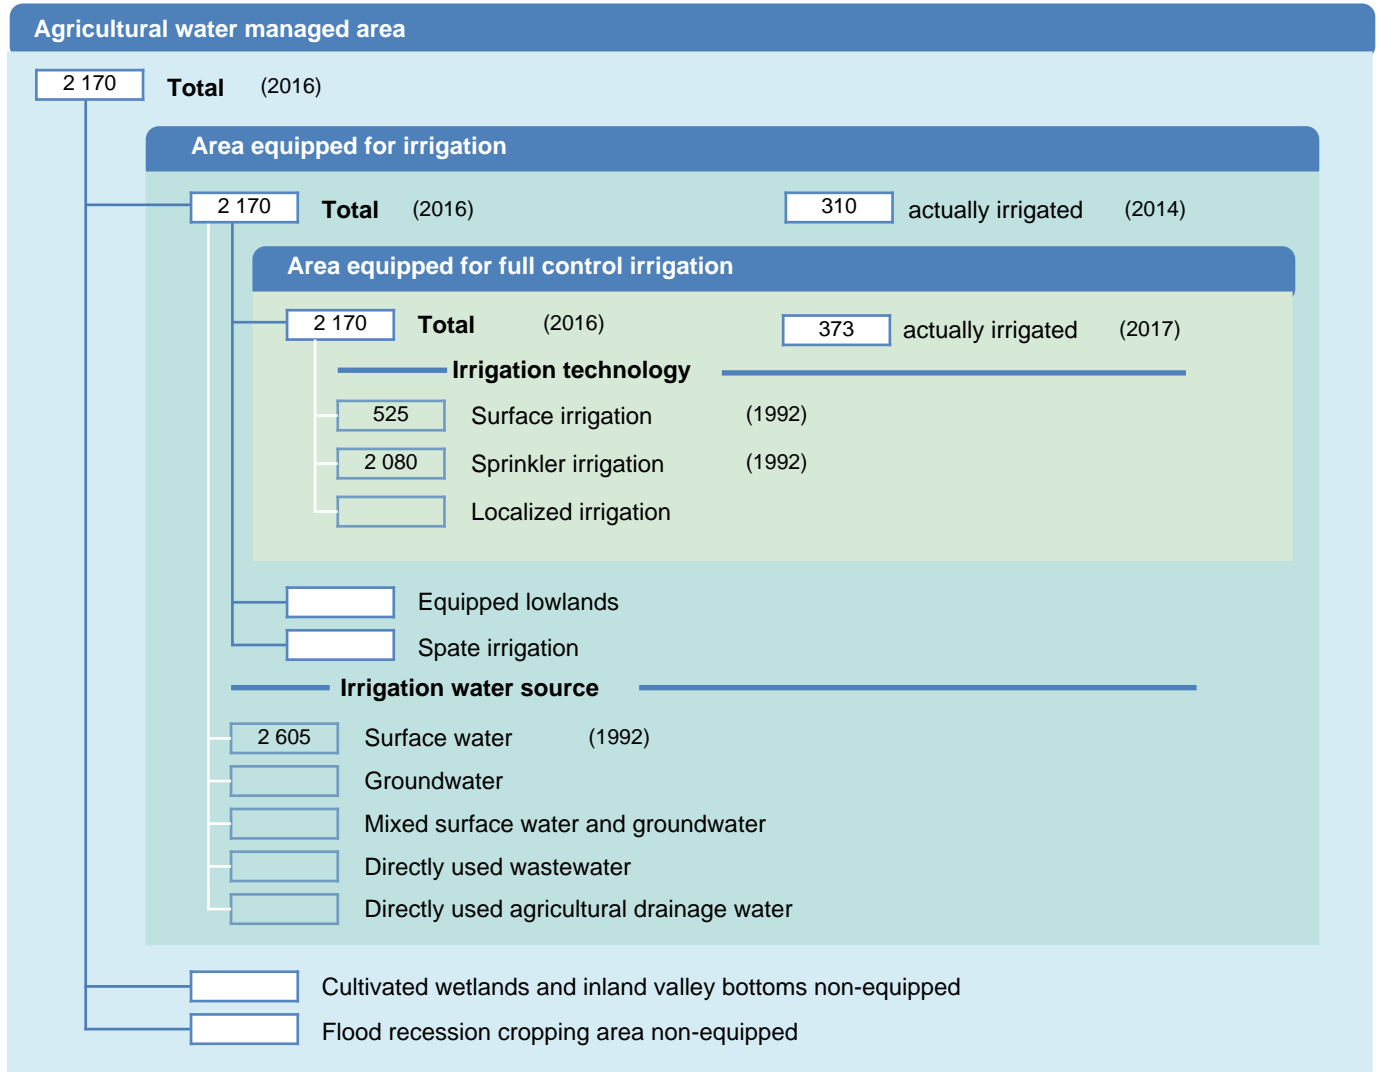 Agricultural water managed area
2 170 Total (2016)
Area equipped for irrigation
2 170 Total (2016) 310 actually irrigated (2014)
Area equipped for full control irrigation
2 170 Total (2016) 373 actually irrigated (2017)
Irrigation technology
525 Surface irrigation (1992)
2 080 Sprinkler irrigation (1992)
Localized irrigation
Equipped lowlands
Spate irrigation
Irrigation water source
2 605 Surface water (1992)
Groundwater
Mixed surface water and groundwater
Directly used wastewater
Directly used agricultural drainage water
Cultivated wetlands and inland valley bottoms non-equipped
Flood recession cropping area non-equipped